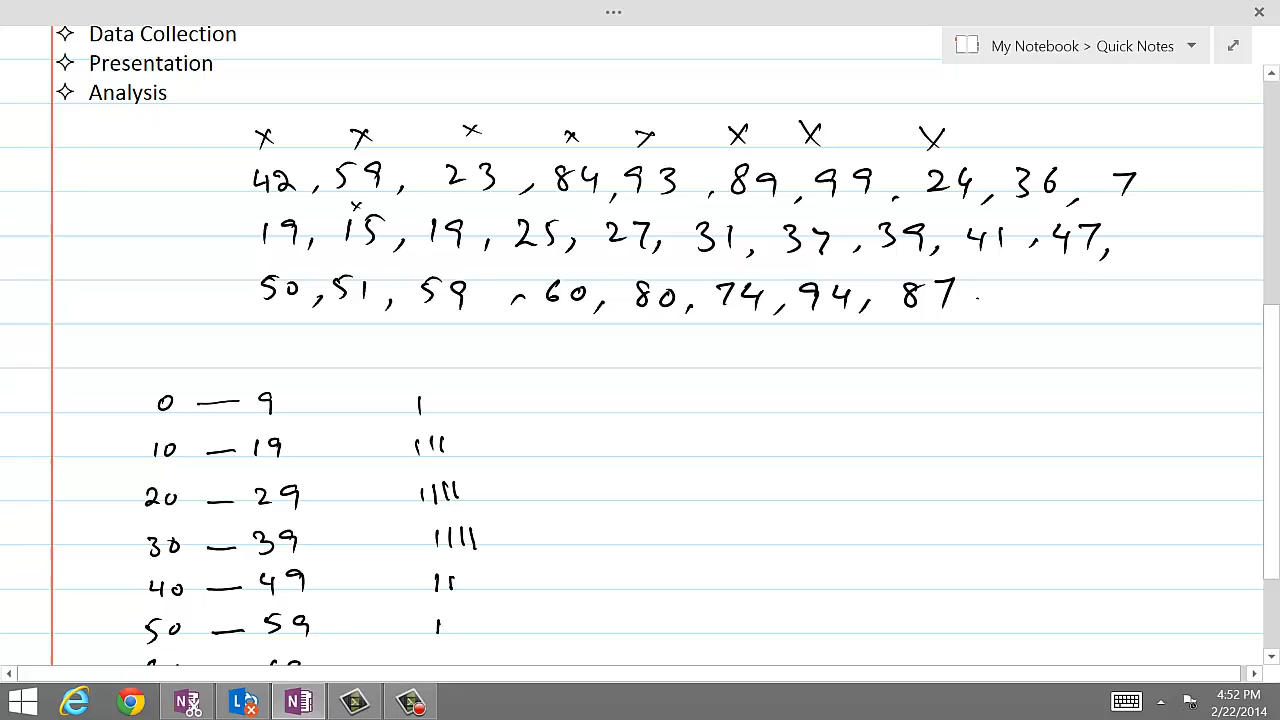 Data Collection
Presentation
Analysis
My Notebook > Quick Notes
x x x x x x x x
42, 59, 23, 84, 93, 89, 99, 24, 36, 7
x
19, 15, 19, 25, 27, 31, 37, 39, 41, 47,
50, 51, 59, 60, 80, 74, 94, 87.
0 — 9 |
10 — 19 |||
20 — 29 ||||
30 — 39 ||||
40 — 49 ||
50 — 59 |
4:52 PM
2/22/2014